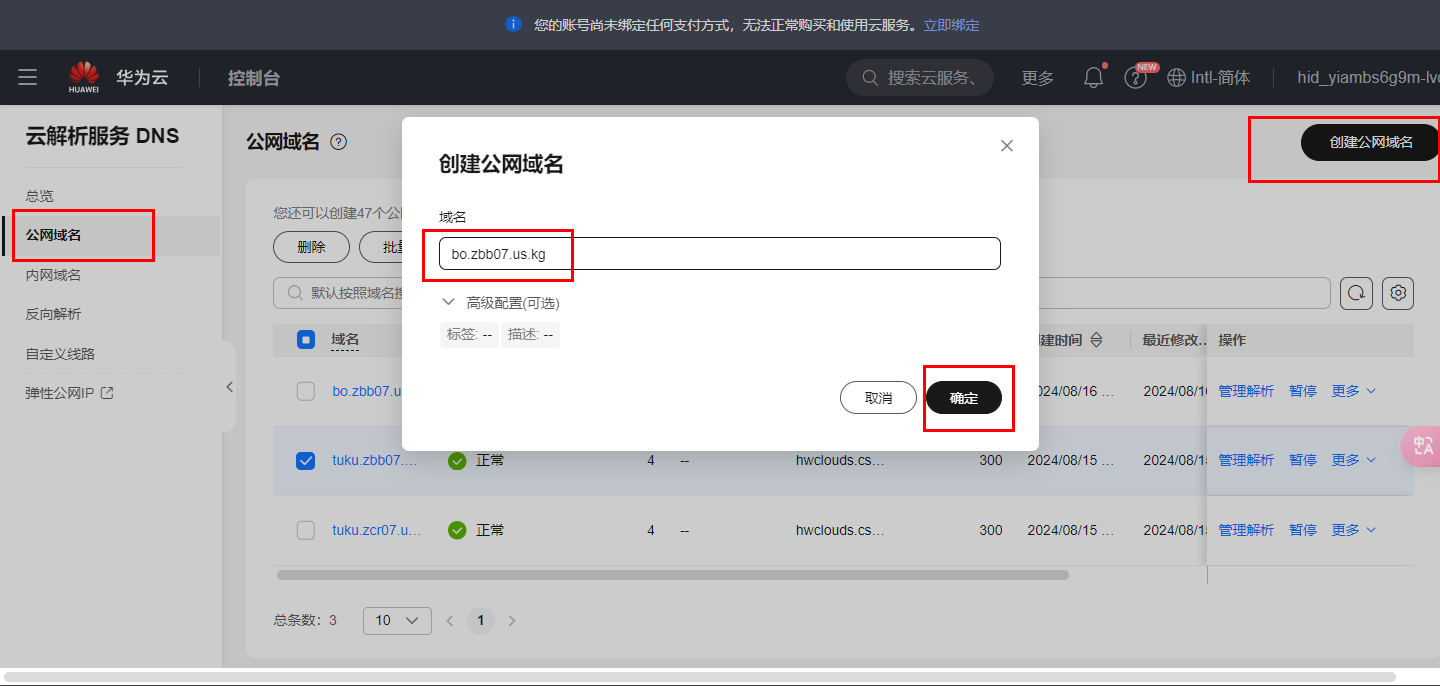 您的账号尚未绑定任何支付方式，无法正常购买和使用云服务。立即绑定
HUAWEI
华为云
控制台
搜索云服务、
更多
NEW
Intl-简体
hid_yiambs6g9m-lv
云解析服务 DNS
总览
公网域名
内网域名
反向解析
自定义线路
弹性公网IP
公网域名
创建公网域名
您还可以创建47个公
删除
批量
默认按照域名搜
创建公网域名
域名
bo.zbb07.us.kg
高级配置(可选)
标签: -- 描述: --
取消 确定
域名 建时间 最近修改... 操作
bo.zbb07.u 024/08/16 ... 2024/08/1 管理解析 暂停 更多
tuku.zbb07.... 正常 4 -- hwclouds.cs... 300 2024/08/15 ... 2024/08/1 管理解析 暂停 更多
tuku.zcr07.u... 正常 4 -- hwclouds.cs... 300 2024/08/15 ... 2024/08/1 管理解析 暂停 更多
总条数：3 10 1
中 A